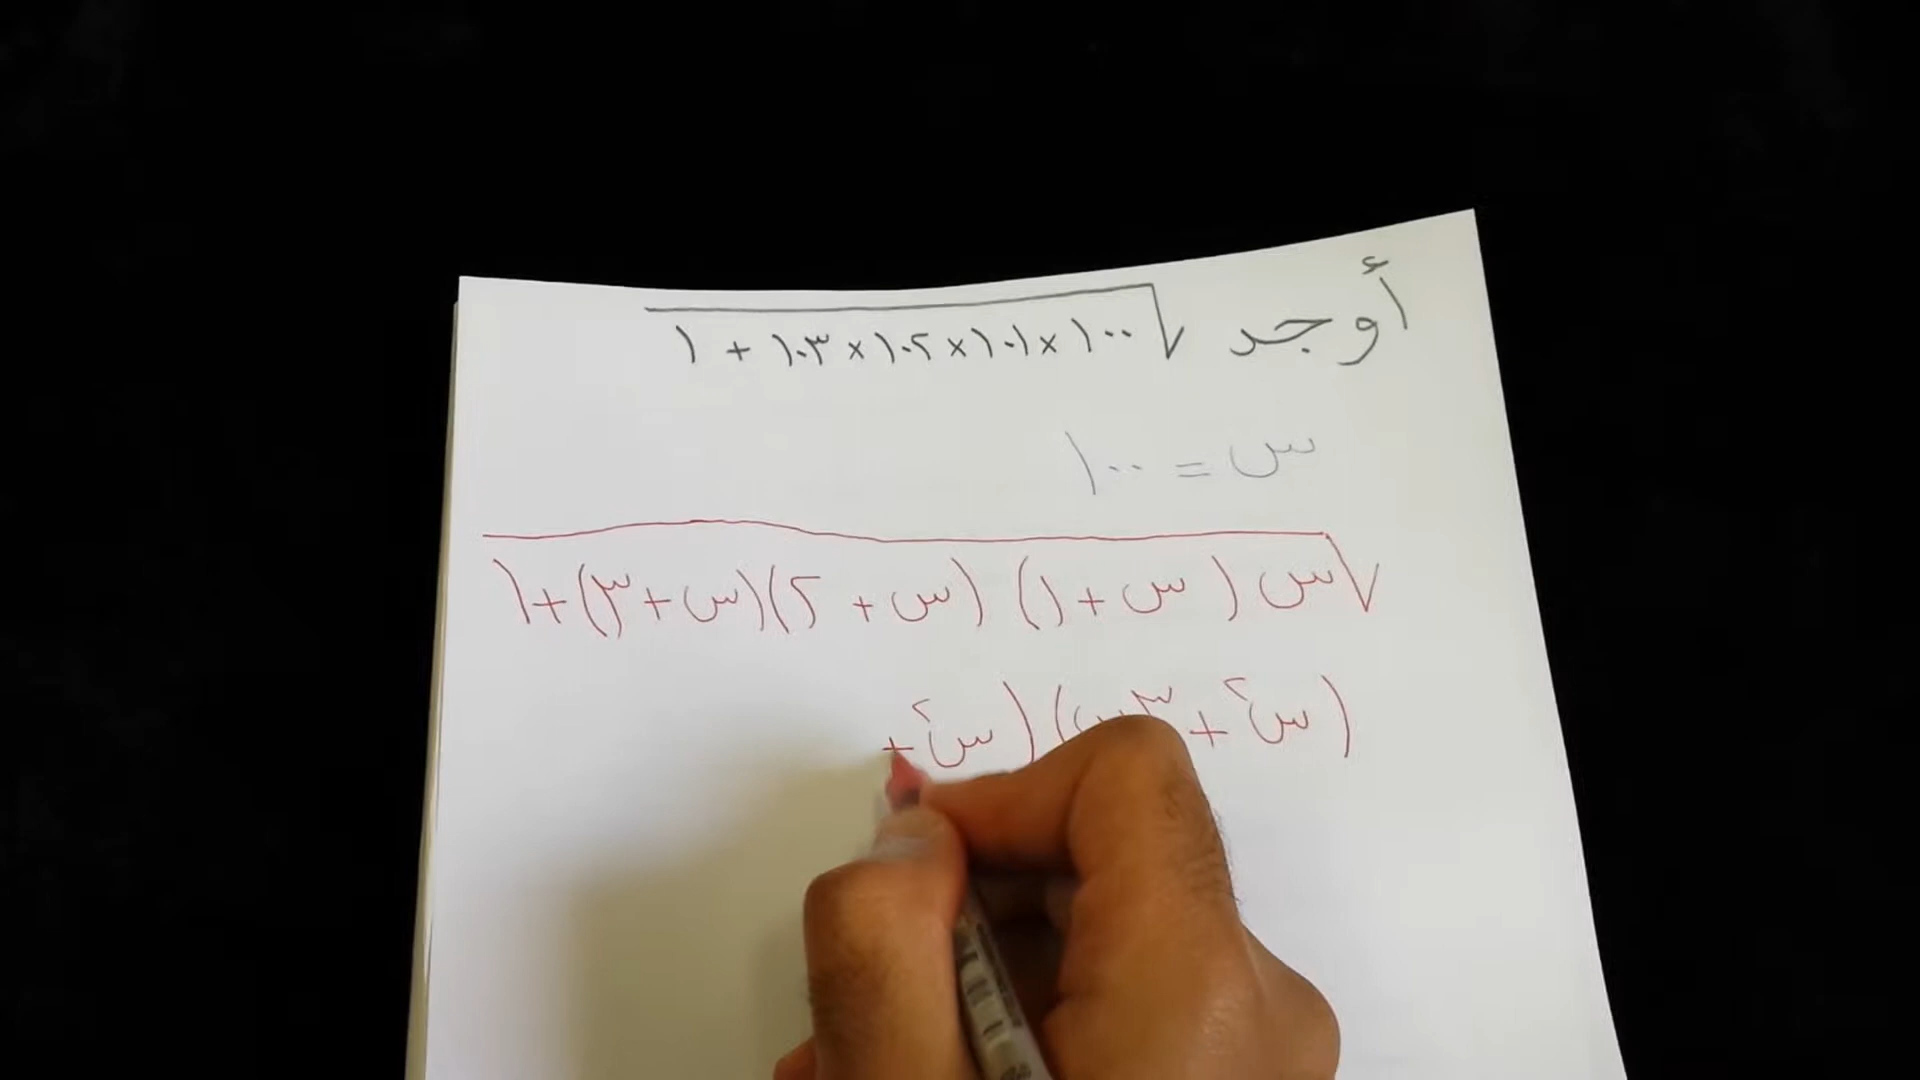 أوجد √١٠٠×١٠١×١٠٢×١٠٣ + ١
س = ١٠٠
√س (س + ١) (س + ٢)(س + ٣)+١
(س٢ + ٣س) (س٢ +